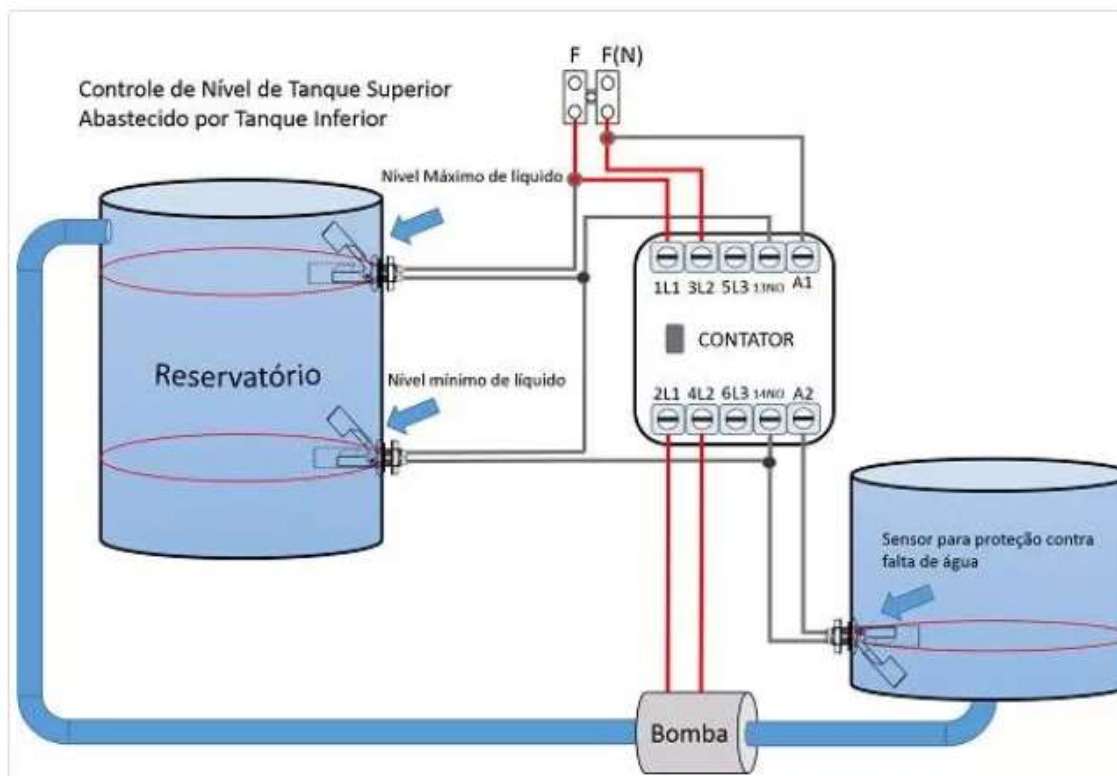 F F(N)
Controle de Nível de Tanque Superior
Abastecido por Tanque Inferior
Nível Máximo de líquido
1L1 3L2 5L3 13NO A1
CONTATOR
Reservatório
Nível mínimo de líquido
2L1 4L2 6L3 14NO A2
Sensor para proteção contra
falta de água
Bomba